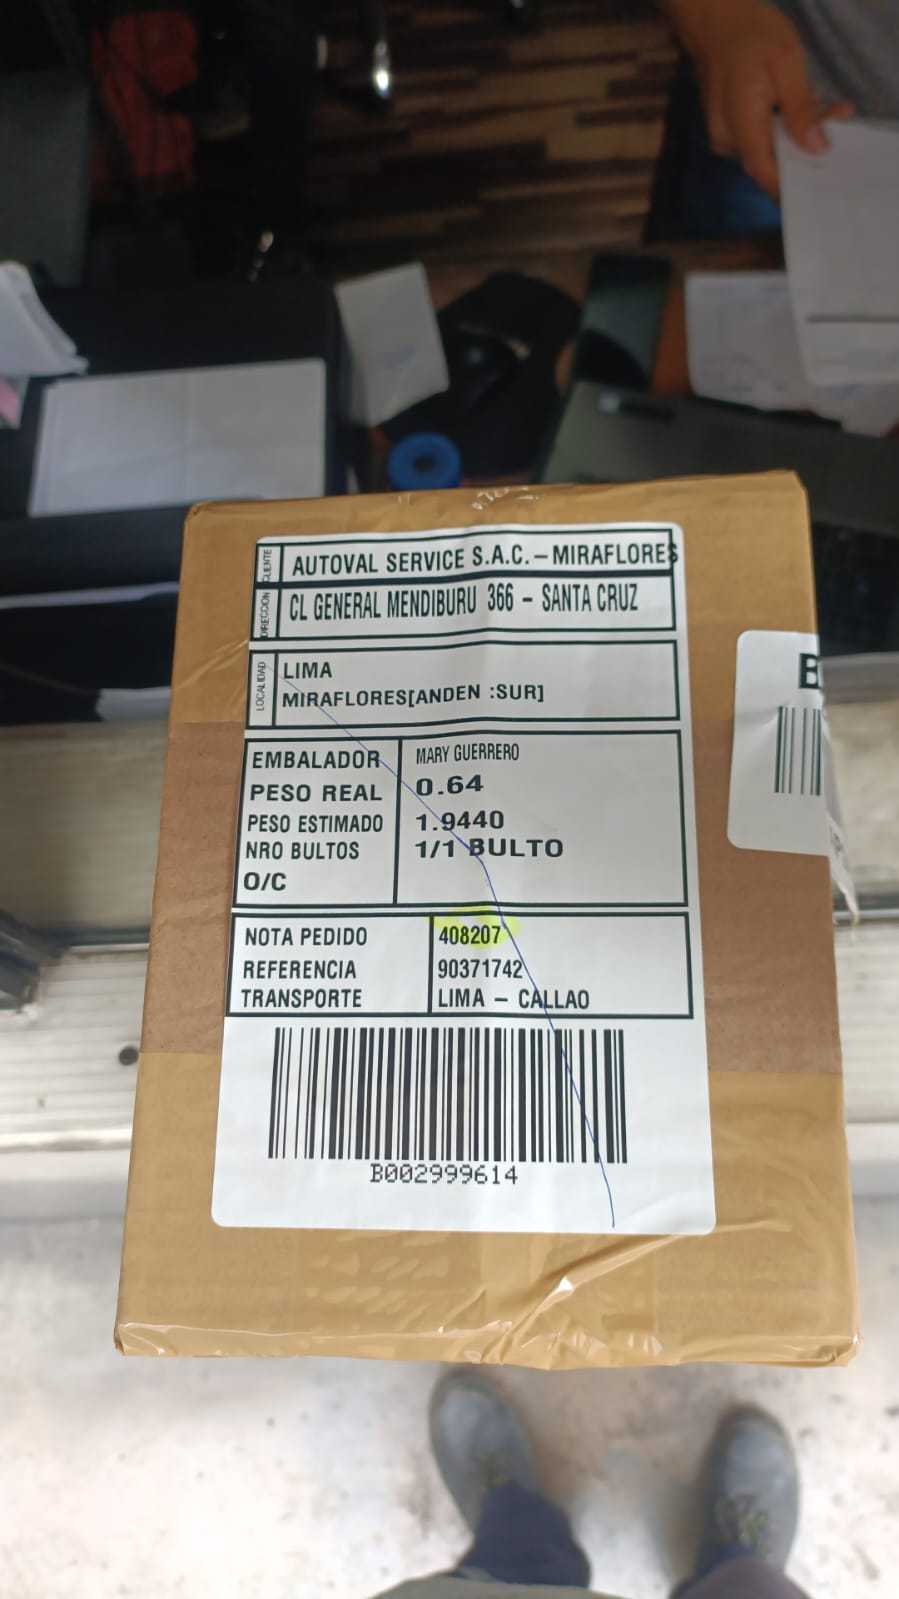 CLIENTE
AUTOVAL SERVICE S.A.C.-MIRAFLORES
DIRECCION
CL GENERAL MENDIBURU 366 - SANTA CRUZ
LOCALIDAD
LIMA
MIRAFLORES[ANDEN :SUR]
EMBALADOR MARY GUERRERO
PESO REAL 0.64
PESO ESTIMADO 1.9440
NRO BULTOS 1/1 BULTO
O/C
NOTA PEDIDO 408207
REFERENCIA 90371742
TRANSPORTE LIMA - CALLAO
B002999614
B